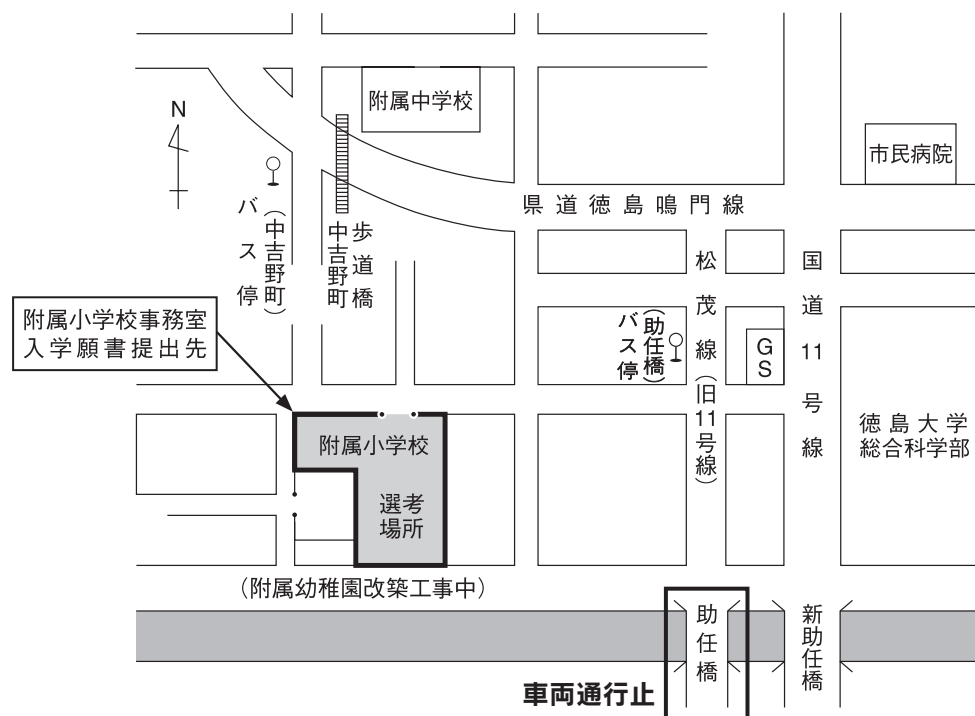 附属中学校
N
市民病院
県道徳島鳴門線
バス停
（中吉野町）
中吉野町
歩道橋
松茂線（旧11号線）
国道11号線
附属小学校事務室
入学願書提出先
バス停
（助任橋）
GS
附属小学校
選考
場所
徳島大学
総合科学部
（附属幼稚園改築工事中）
助任橋
新助任橋
車両通行止